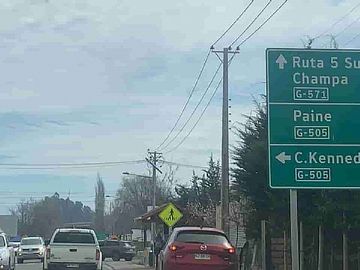 Ruta 5 Su
Champa
G-571
Paine
G-505
C.Kenned
G-505